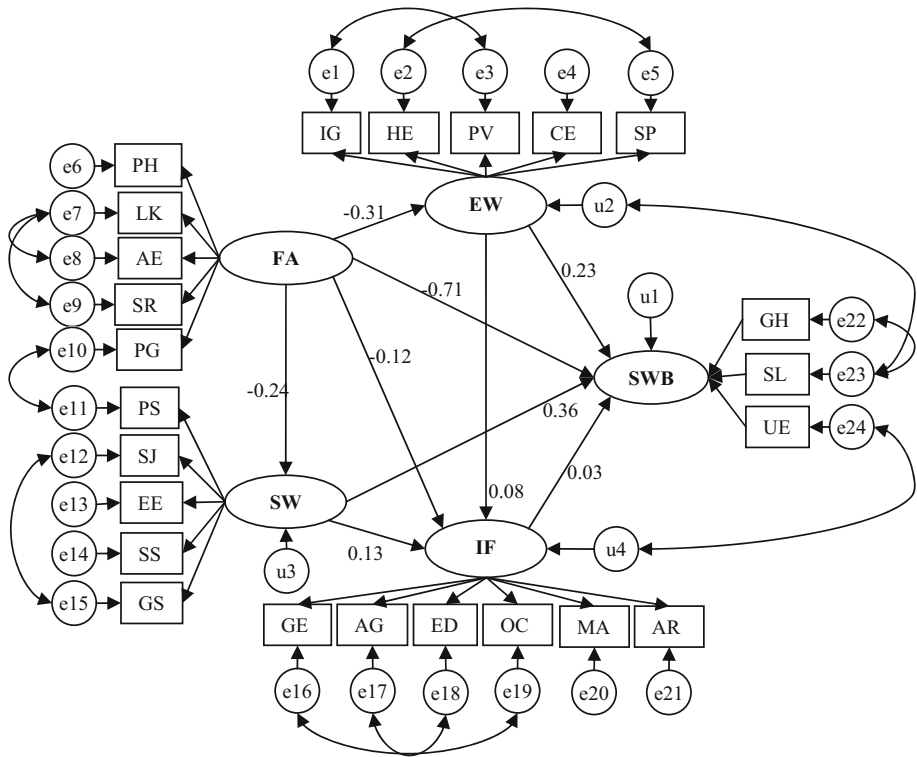 e1 e2 e3 e4 e5
IG HE PV CE SP
e6 PH
e7 LK
e8 AE
e9 SR
e10 PG
e11 PS
e12 SJ
e13 EE
e14 SS
e15 GS
FA
EW
u2
-0.31
0.23
-0.71
u1
SWB
GH e22
SL e23
UE e24
-0.12
-0.24
0.36
SW
u3
0.08
0.03
0.13
IF
u4
GE AG ED OC MA AR
e16 e17 e18 e19 e20 e21